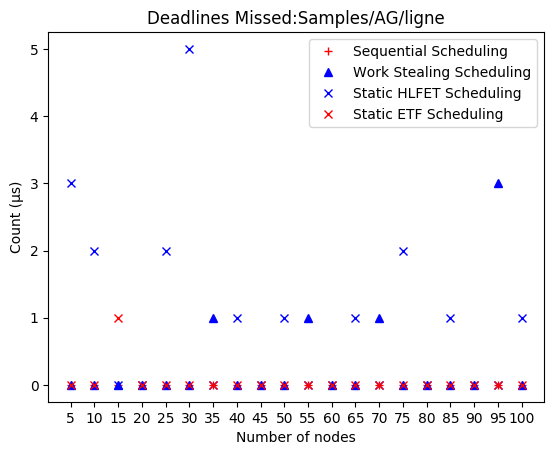 Deadlines Missed:Samples/AG/ligne
Sequential Scheduling
Work Stealing Scheduling
Static HLFET Scheduling
Static ETF Scheduling
5
4
3
2
1
0
Count (μs)
5 10 15 20 25 30 35 40 45 50 55 60 65 70 75 80 85 90 95 100
Number of nodes